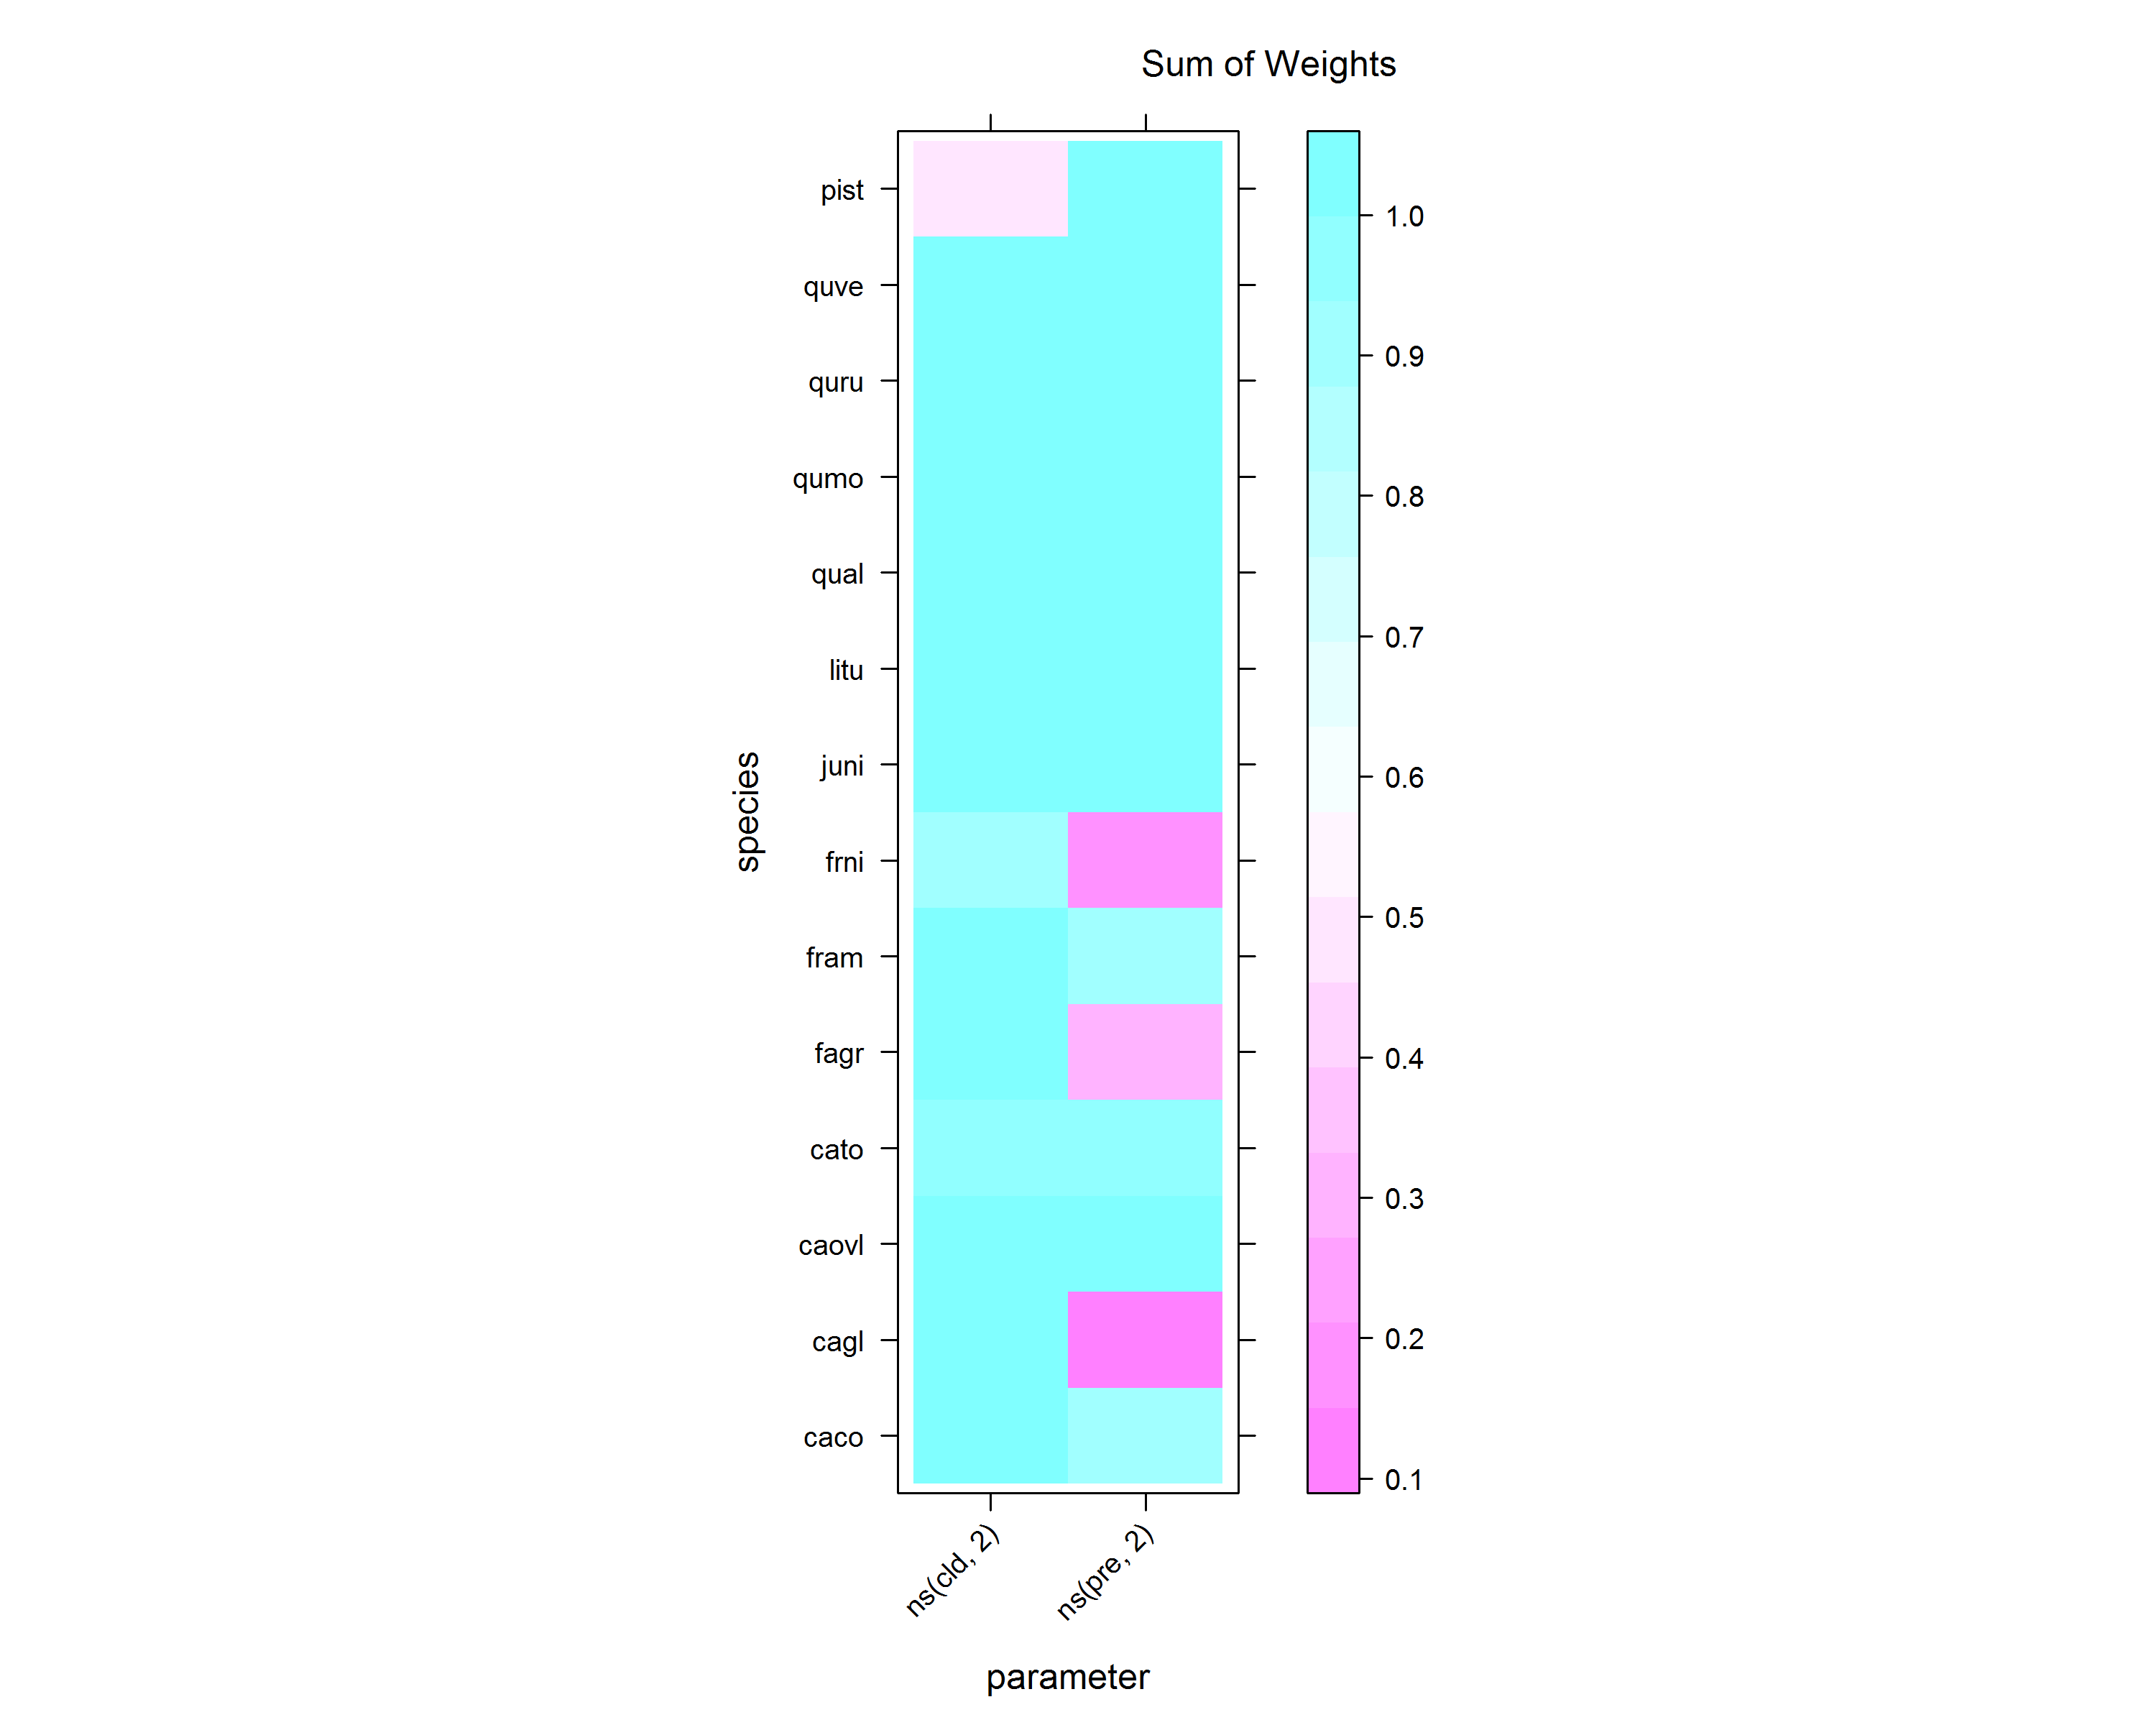 Sum of Weights
pist
quve
quru
qumo
qual
litu
juni
frni
fram
fagr
cato
caovl
cagl
caco
species
1.0
0.9
0.8
0.7
0.6
0.5
0.4
0.3
0.2
0.1
ns(cld, 2)
ns(pre, 2)
parameter